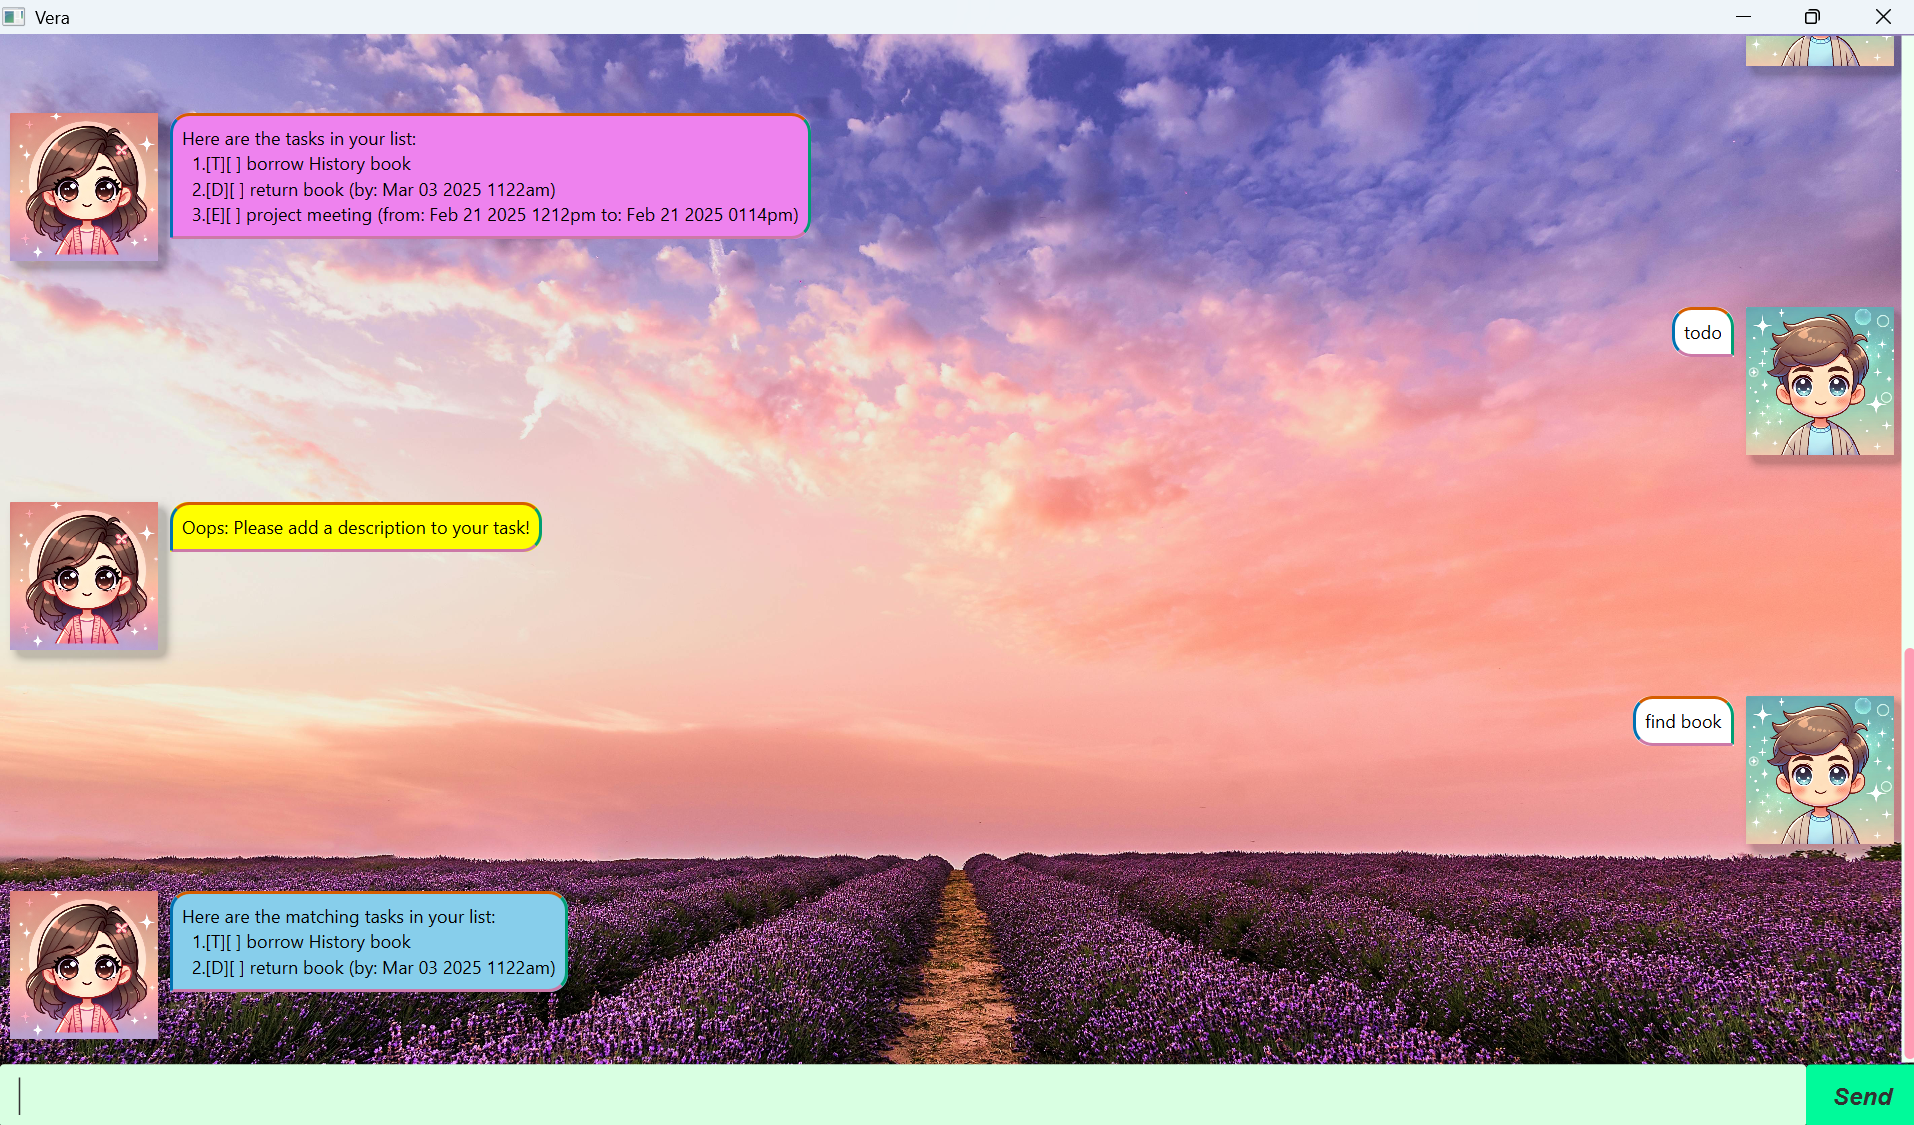 Vera
Here are the tasks in your list:
1.[T][ ] borrow History book
2.[D][ ] return book (by: Mar 03 2025 1122am)
3.[E][ ] project meeting (from: Feb 21 2025 1212pm to: Feb 21 2025 0114pm)
todo
Oops: Please add a description to your task!
find book
Here are the matching tasks in your list:
1.[T][ ] borrow History book
2.[D][ ] return book (by: Mar 03 2025 1122am)
Send